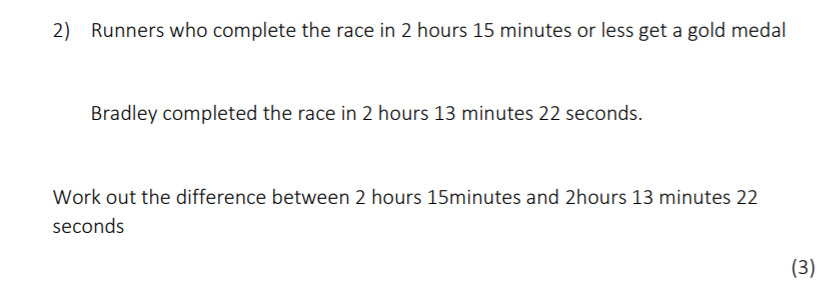 2) Runners who complete the race in 2 hours 15 minutes or less get a gold medal
Bradley completed the race in 2 hours 13 minutes 22 seconds.
Work out the difference between 2 hours 15minutes and 2hours 13 minutes 22
seconds
(3)